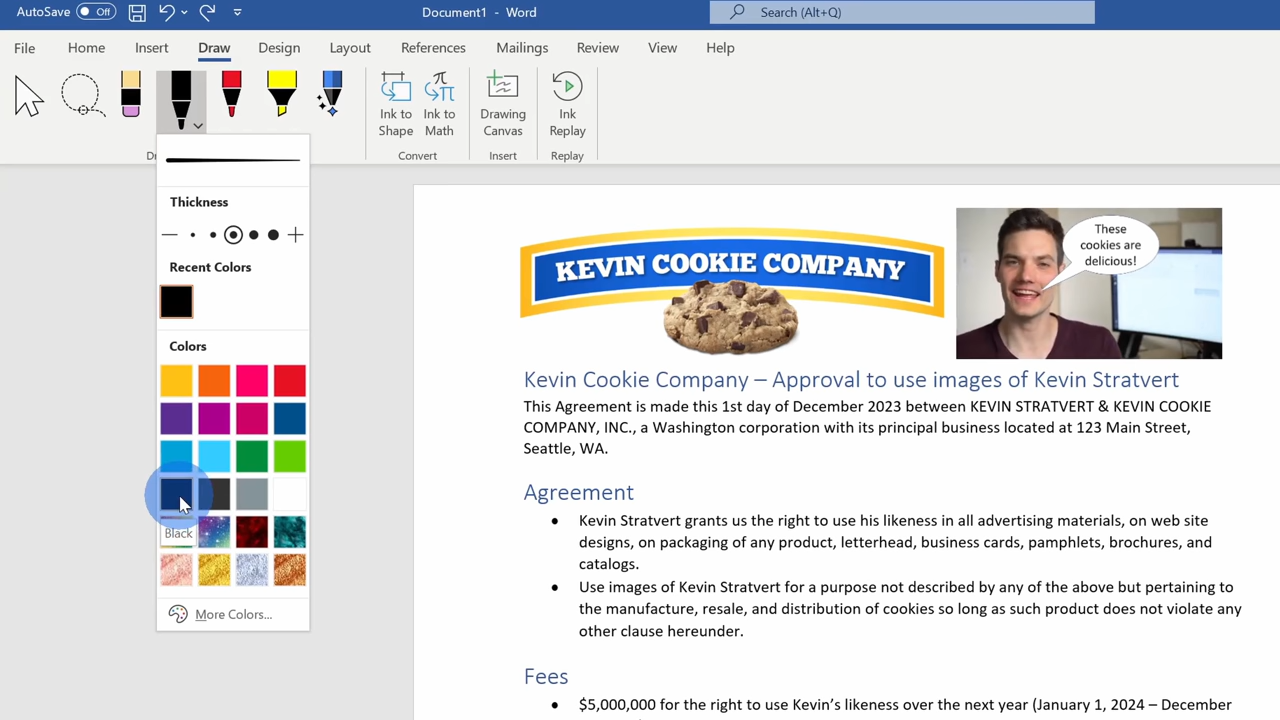 AutoSave Off
Document1 - Word
Search (Alt+Q)
File Home Insert Draw Design Layout References Mailings Review View Help
Ink to Shape
Ink to Math
Drawing Canvas
Ink Replay
Convert
Insert
Replay
Thickness
Recent Colors
Colors
Black
More Colors...
KEVIN COOKIE COMPANY
These
cookies are
delicious!
Kevin Cookie Company – Approval to use images of Kevin Stratvert
This Agreement is made this 1st day of December 2023 between KEVIN STRATVERT & KEVIN COOKIE
COMPANY, INC., a Washington corporation with its principal business located at 123 Main Street,
Seattle, WA.
Agreement
• Kevin Stratvert grants us the right to use his likeness in all advertising materials, on web site
designs, on packaging of any product, letterhead, business cards, pamphlets, brochures, and
catalogs.
• Use images of Kevin Stratvert for a purpose not described by any of the above but pertaining to
the manufacture, resale, and distribution of cookies so long as such product does not violate any
other clause hereunder.
Fees
• $5,000,000 for the right to use Kevin’s likeness over the next year (January 1, 2024 – December